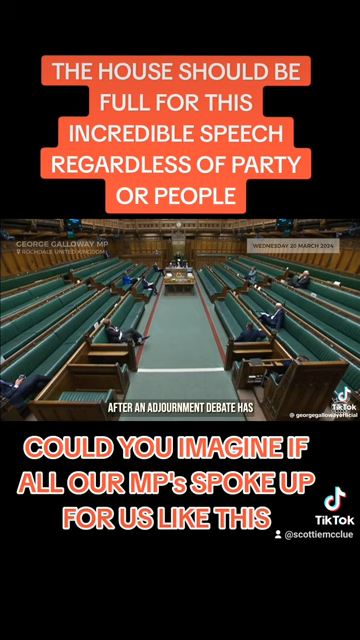 THE HOUSE SHOULD BE
FULL FOR THIS
INCREDIBLE SPEECH
REGARDLESS OF PARTY
OR PEOPLE
GEORGE GALLOWAY MP
ROCHDALE UNITED KINGDOM
WEDNESDAY 20 MARCH 2024
TikTok
@ georgegallowayofficial
AFTER AN ADJOURNMENT DEBATE HAS
COULD YOU IMAGINE IF
ALL OUR MP's SPOKE UP
FOR US LIKE THIS
TikTok
@scottiemcclue